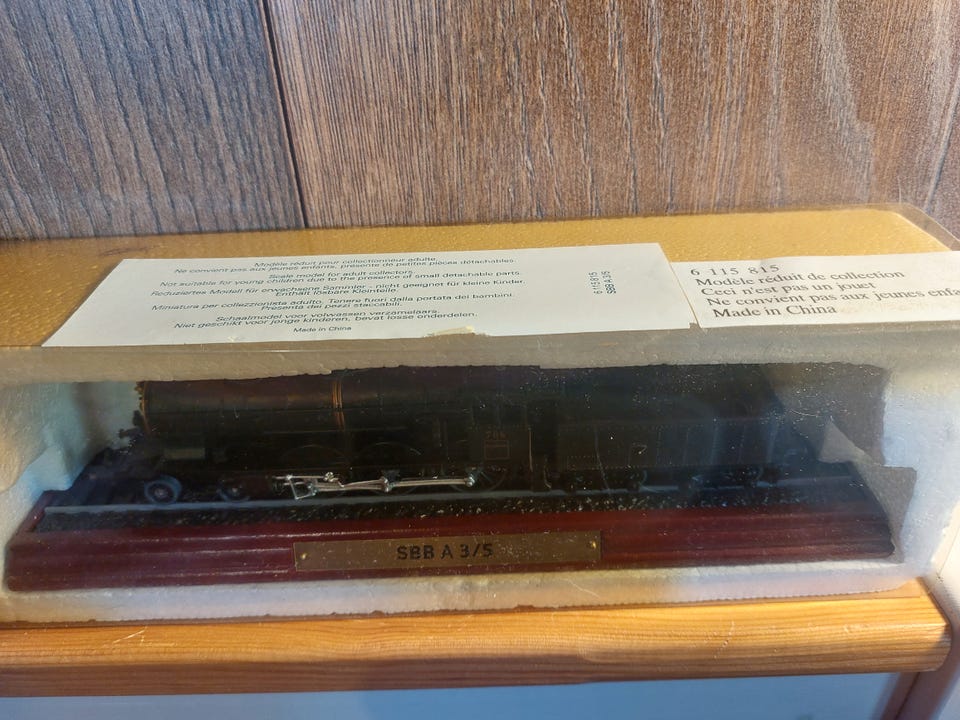 Modèle réduit pour collectionneur adulte.
Ne convient pas aux jeunes enfants, présente de petites pièces détachables.
Scale model for adult collectors.
Not suitable for young children due to the presence of small detachable parts.
Reduziertes Modell für erwachsene Sammler - nicht geeignet für kleine Kinder.
Enthält lösbare Kleinteile.
Miniatura per collezzionista adulto. Tenere fuori dalla portata dei bambini.
Presenta dei pezzi staccabili.
Schaalmodel voor volwassen verzamelaars.
Niet geschikt voor jonge kinderen, bevat losse onderdelen.
Made in China
6 115 815
SBB A 3/5
6 115 815
Modèle réduit de collection
Ceci n'est pas un jouet
Ne convient pas aux jeunes enfa
Made in China
SBB A 3/5